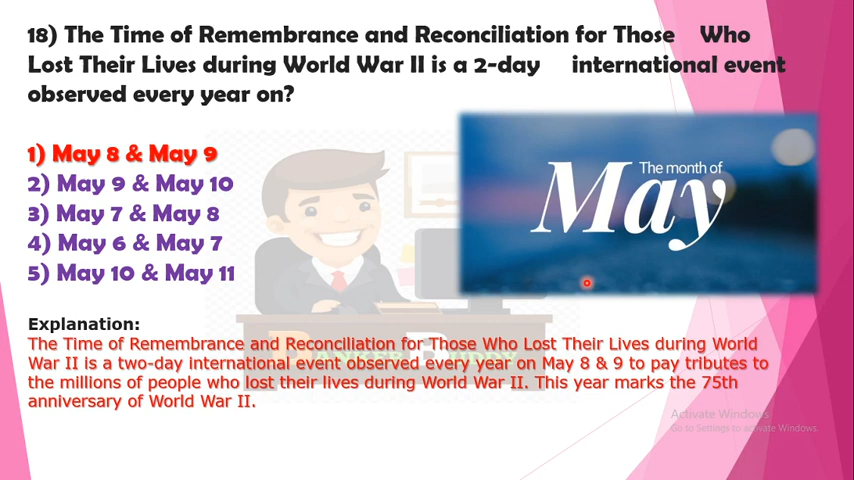 18) The Time of Remembrance and Reconciliation for Those Who
Lost Their Lives during World War II is a 2-day international event
observed every year on?
1) May 8 & May 9
2) May 9 & May 10
3) May 7 & May 8
4) May 6 & May 7
5) May 10 & May 11
The month of
May
Explanation:
The Time of Remembrance and Reconciliation for Those Who Lost Their Lives during World
War II is a two-day international event observed every year on May 8 & 9 to pay tributes to
the millions of people who lost their lives during World War II. This year marks the 75th
anniversary of World War II.
BANKER BUDDY
Activate Windows
Go to Settings to activate Windows.